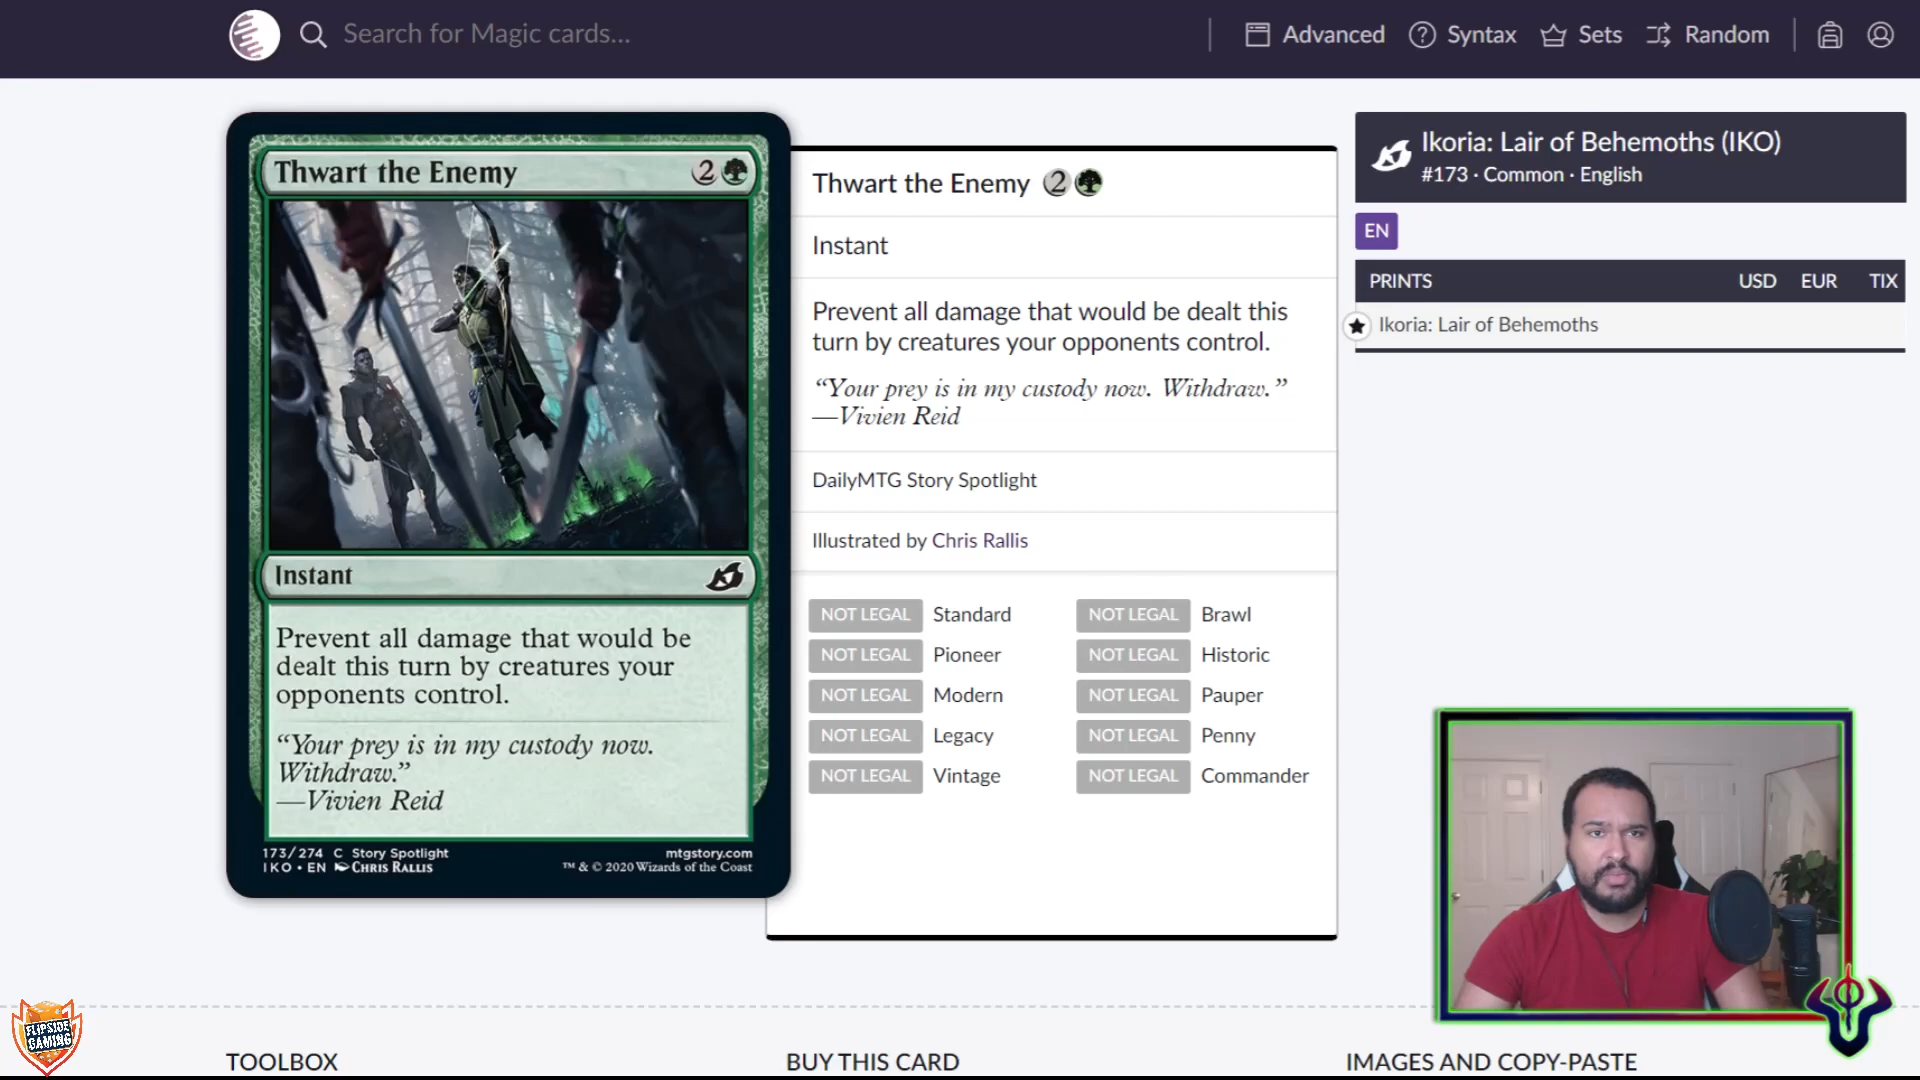 Search for Magic cards...
Advanced
Syntax
Sets
Random
Thwart the Enemy 2
Instant
Prevent all damage that would be
dealt this turn by creatures your
opponents control.
“Your prey is in my custody now.
Withdraw.”
—Vivien Reid
173/274 C Story Spotlight
IKO • EN CHRIS RALLIS
mtgstory.com
™ & © 2020 Wizards of the Coast
Thwart the Enemy 2
Instant
Prevent all damage that would be dealt this
turn by creatures your opponents control.
“Your prey is in my custody now. Withdraw.”
—Vivien Reid
DailyMTG Story Spotlight
Illustrated by Chris Rallis
NOT LEGAL Standard NOT LEGAL Brawl
NOT LEGAL Pioneer NOT LEGAL Historic
NOT LEGAL Modern NOT LEGAL Pauper
NOT LEGAL Legacy NOT LEGAL Penny
NOT LEGAL Vintage NOT LEGAL Commander
Ikoria: Lair of Behemoths (IKO)
#173 · Common · English
EN
PRINTS USD EUR TIX
Ikoria: Lair of Behemoths
FLIPSIDE
GAMING
TOOLBOX
BUY THIS CARD
IMAGES AND COPY-PASTE